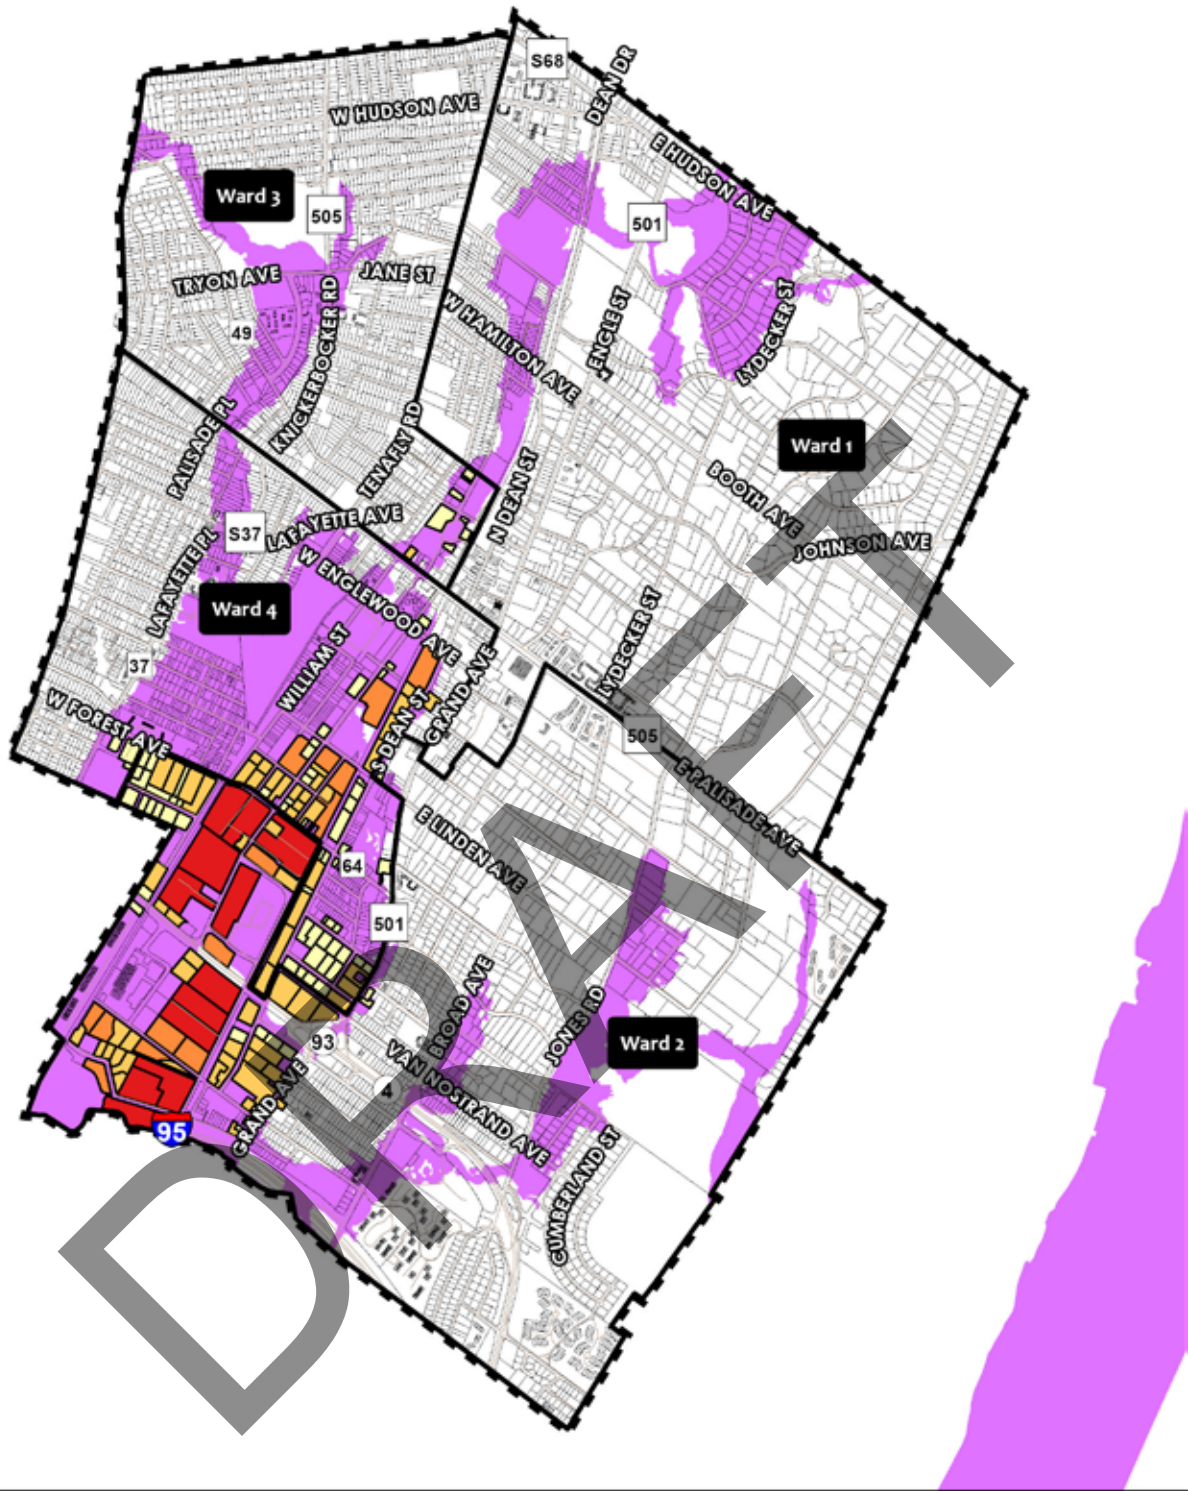 S68
DEAN DR
W HUDSON AVE
E HUDSON AVE
Ward 3
505
501
TRYON AVE
JANE ST
49
KNICKERBOCKER RD
W HAMILTON AVE
ENGLE ST
LYDECKER ST
PALISADE PL
TENAFLY RD
Ward 1
BOOTH AVE
N DEAN ST
S37
LAFAYETTE AVE
JOHNSON AVE
LAFAYETTE PL
W ENGLEWOOD AVE
Ward 4
LYDECKER ST
37
WILLIAM ST
GRAND AVE
W FOREST AVE
S DEAN ST
505
E PALISADE AVE
E LINDEN AVE
64
501
BROAD AVE
JONES RD
93
Ward 2
VAN NOSTRAND AVE
4
GRAND AVE
95
CUMBERLAND ST
DRAFT